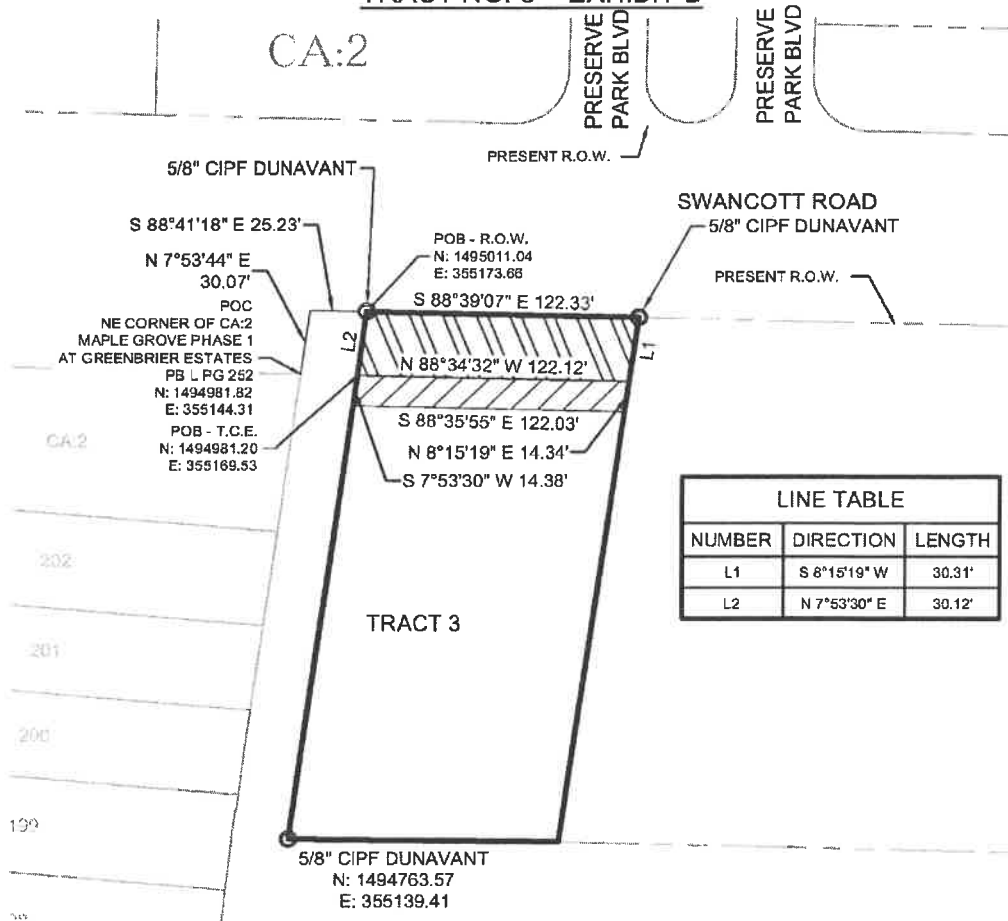 CA:2
PRESERVE
PARK BLVD
PRESERVE
PARK BLVD
PRESENT R.O.W.
5/8" CIPF DUNAVANT
SWANCOTT ROAD
5/8" CIPF DUNAVANT
S 88°41'18" E 25.23'
POB - R.O.W.
N: 1495011.04
E: 355173.68
N 7°53'44" E
30.07'
PRESENT R.O.W.
S 88°39'07" E 122.33'
POC
NE CORNER OF CA:2
MAPLE GROVE PHASE 1
AT GREENBRIER ESTATES
PB L PG 252
N: 1494981.82
E: 355144.31
L2
L1
N 88°34'32" W 122.12'
POB - T.C.E.
N: 1494981.20
E: 355169.53
S 88°35'55" E 122.03'
N 8°15'19" E 14.34'
S 7°53'30" W 14.38'
CA:2
LINE TABLE
NUMBER DIRECTION LENGTH
L1 S 8°15'19" W 30.31'
L2 N 7°53'30" E 30.12'
202
TRACT 3
201
200
199
5/8" CIPF DUNAVANT
N: 1494763.57
E: 355139.41